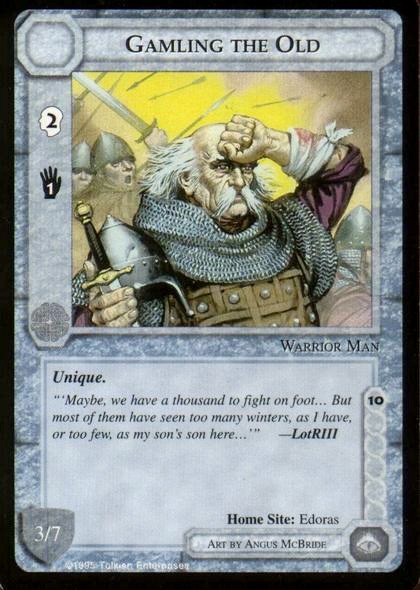 GAMLING THE OLD
2
1
WARRIOR MAN
Unique.
"'Maybe, we have a thousand to fight on foot... But
most of them have seen too many winters, as I have,
or too few, as my son's son here...'" —LotRIII
10
Home Site: Edoras
3/7
ART BY ANGUS MCBRIDE
©1995 Tolkien Enterprises